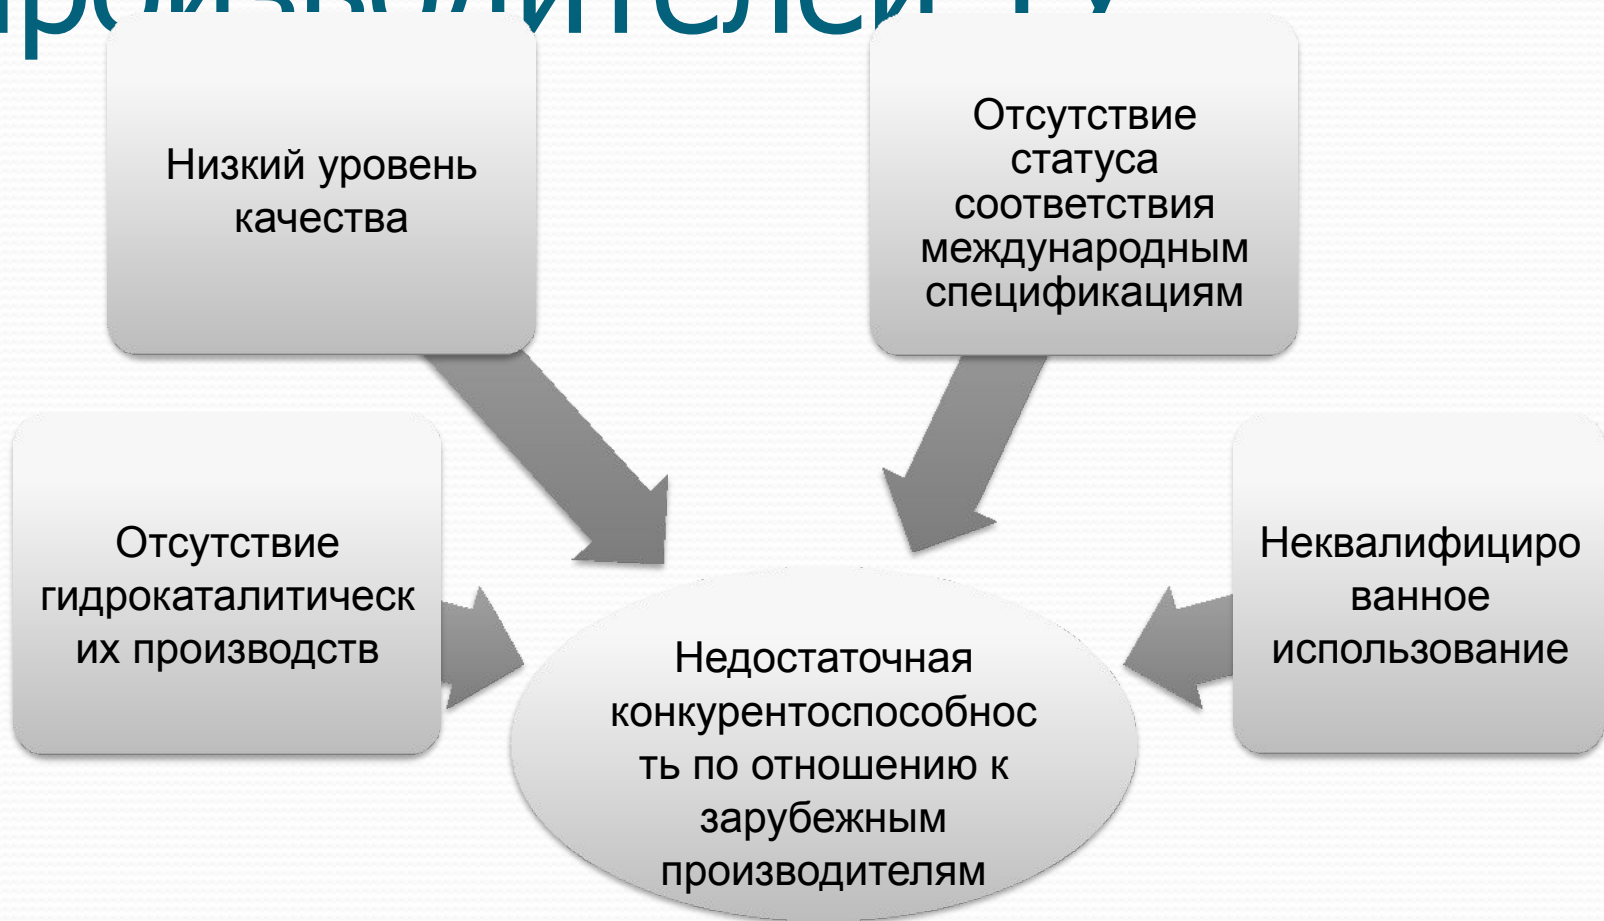 Низкий уровень
качества
Отсутствие
статуса
соответствия
международным
спецификациям
Отсутствие
гидрокаталитическ
их производств
Неквалифициро
ванное
использование
Недостаточная
конкурентоспособнос
ть по отношению к
зарубежным
производителям